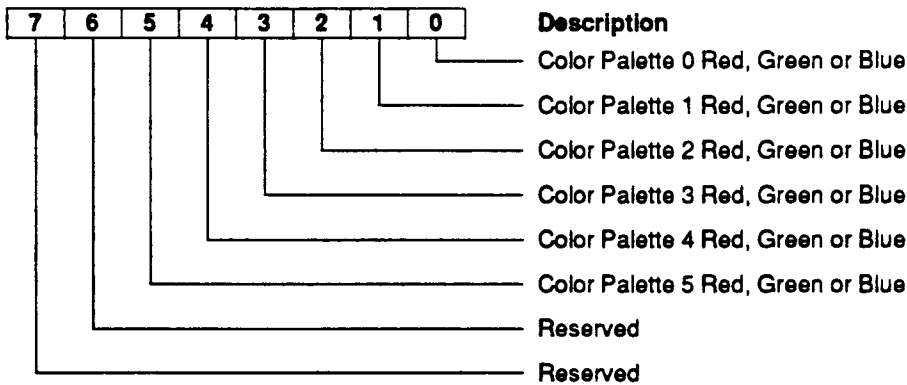 7 6 5 4 3 2 1 0 Description
Color Palette 0 Red, Green or Blue
Color Palette 1 Red, Green or Blue
Color Palette 2 Red, Green or Blue
Color Palette 3 Red, Green or Blue
Color Palette 4 Red, Green or Blue
Color Palette 5 Red, Green or Blue
Reserved
Reserved